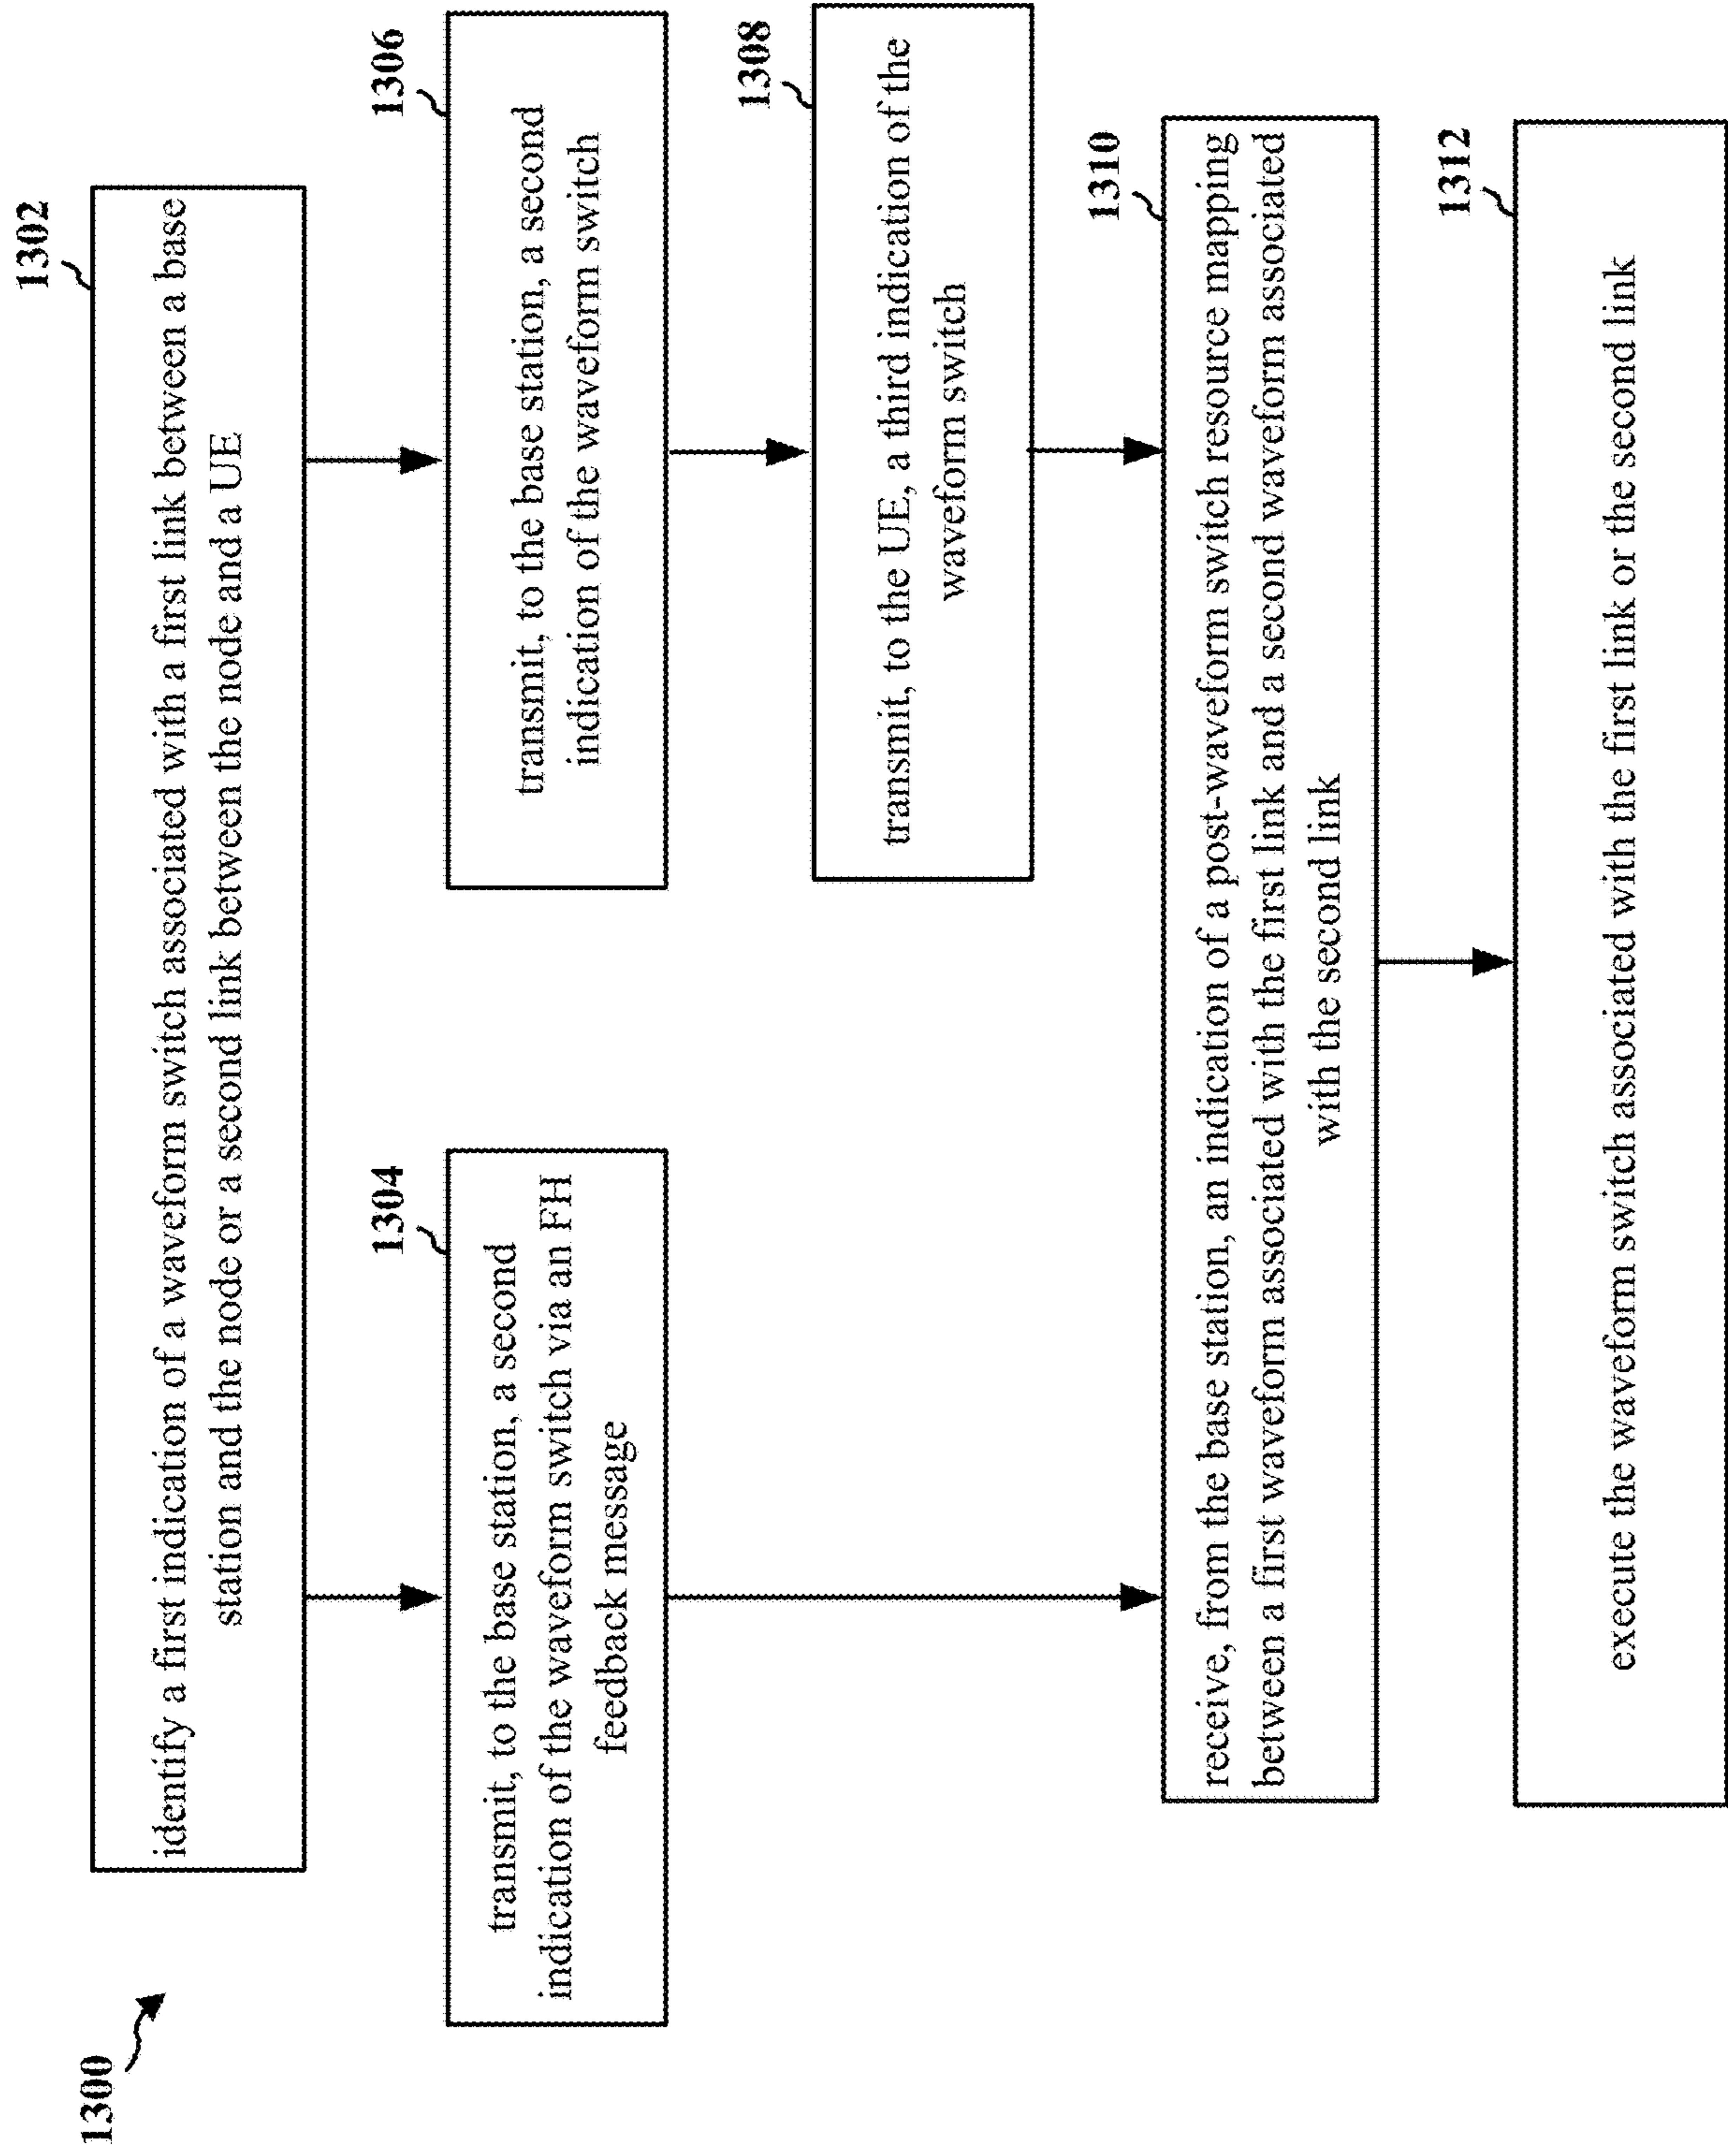 1300
1302
identify a first indication of a waveform switch associated with a first link between a base
station and the node or a second link between the node and a UE
1304
transmit, to the base station, a second
indication of the waveform switch via an FH
feedback message
1306
transmit, to the base station, a second
indication of the waveform switch
1308
transmit, to the UE, a third indication of the
waveform switch
1310
receive, from the base station, an indication of a post-waveform switch resource mapping
between a first waveform associated with the first link and a second waveform associated
with the second link
1312
execute the waveform switch associated with the first link or the second link